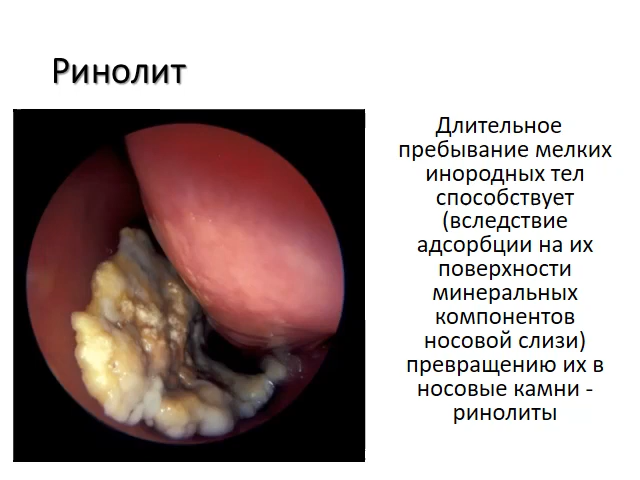 Ринолит
Длительное
пребывание мелких
инородных тел
способствует
(вследствие
адсорбции на их
поверхности
минеральных
компонентов
носовой слизи)
превращению их в
носовые камни -
ринолиты